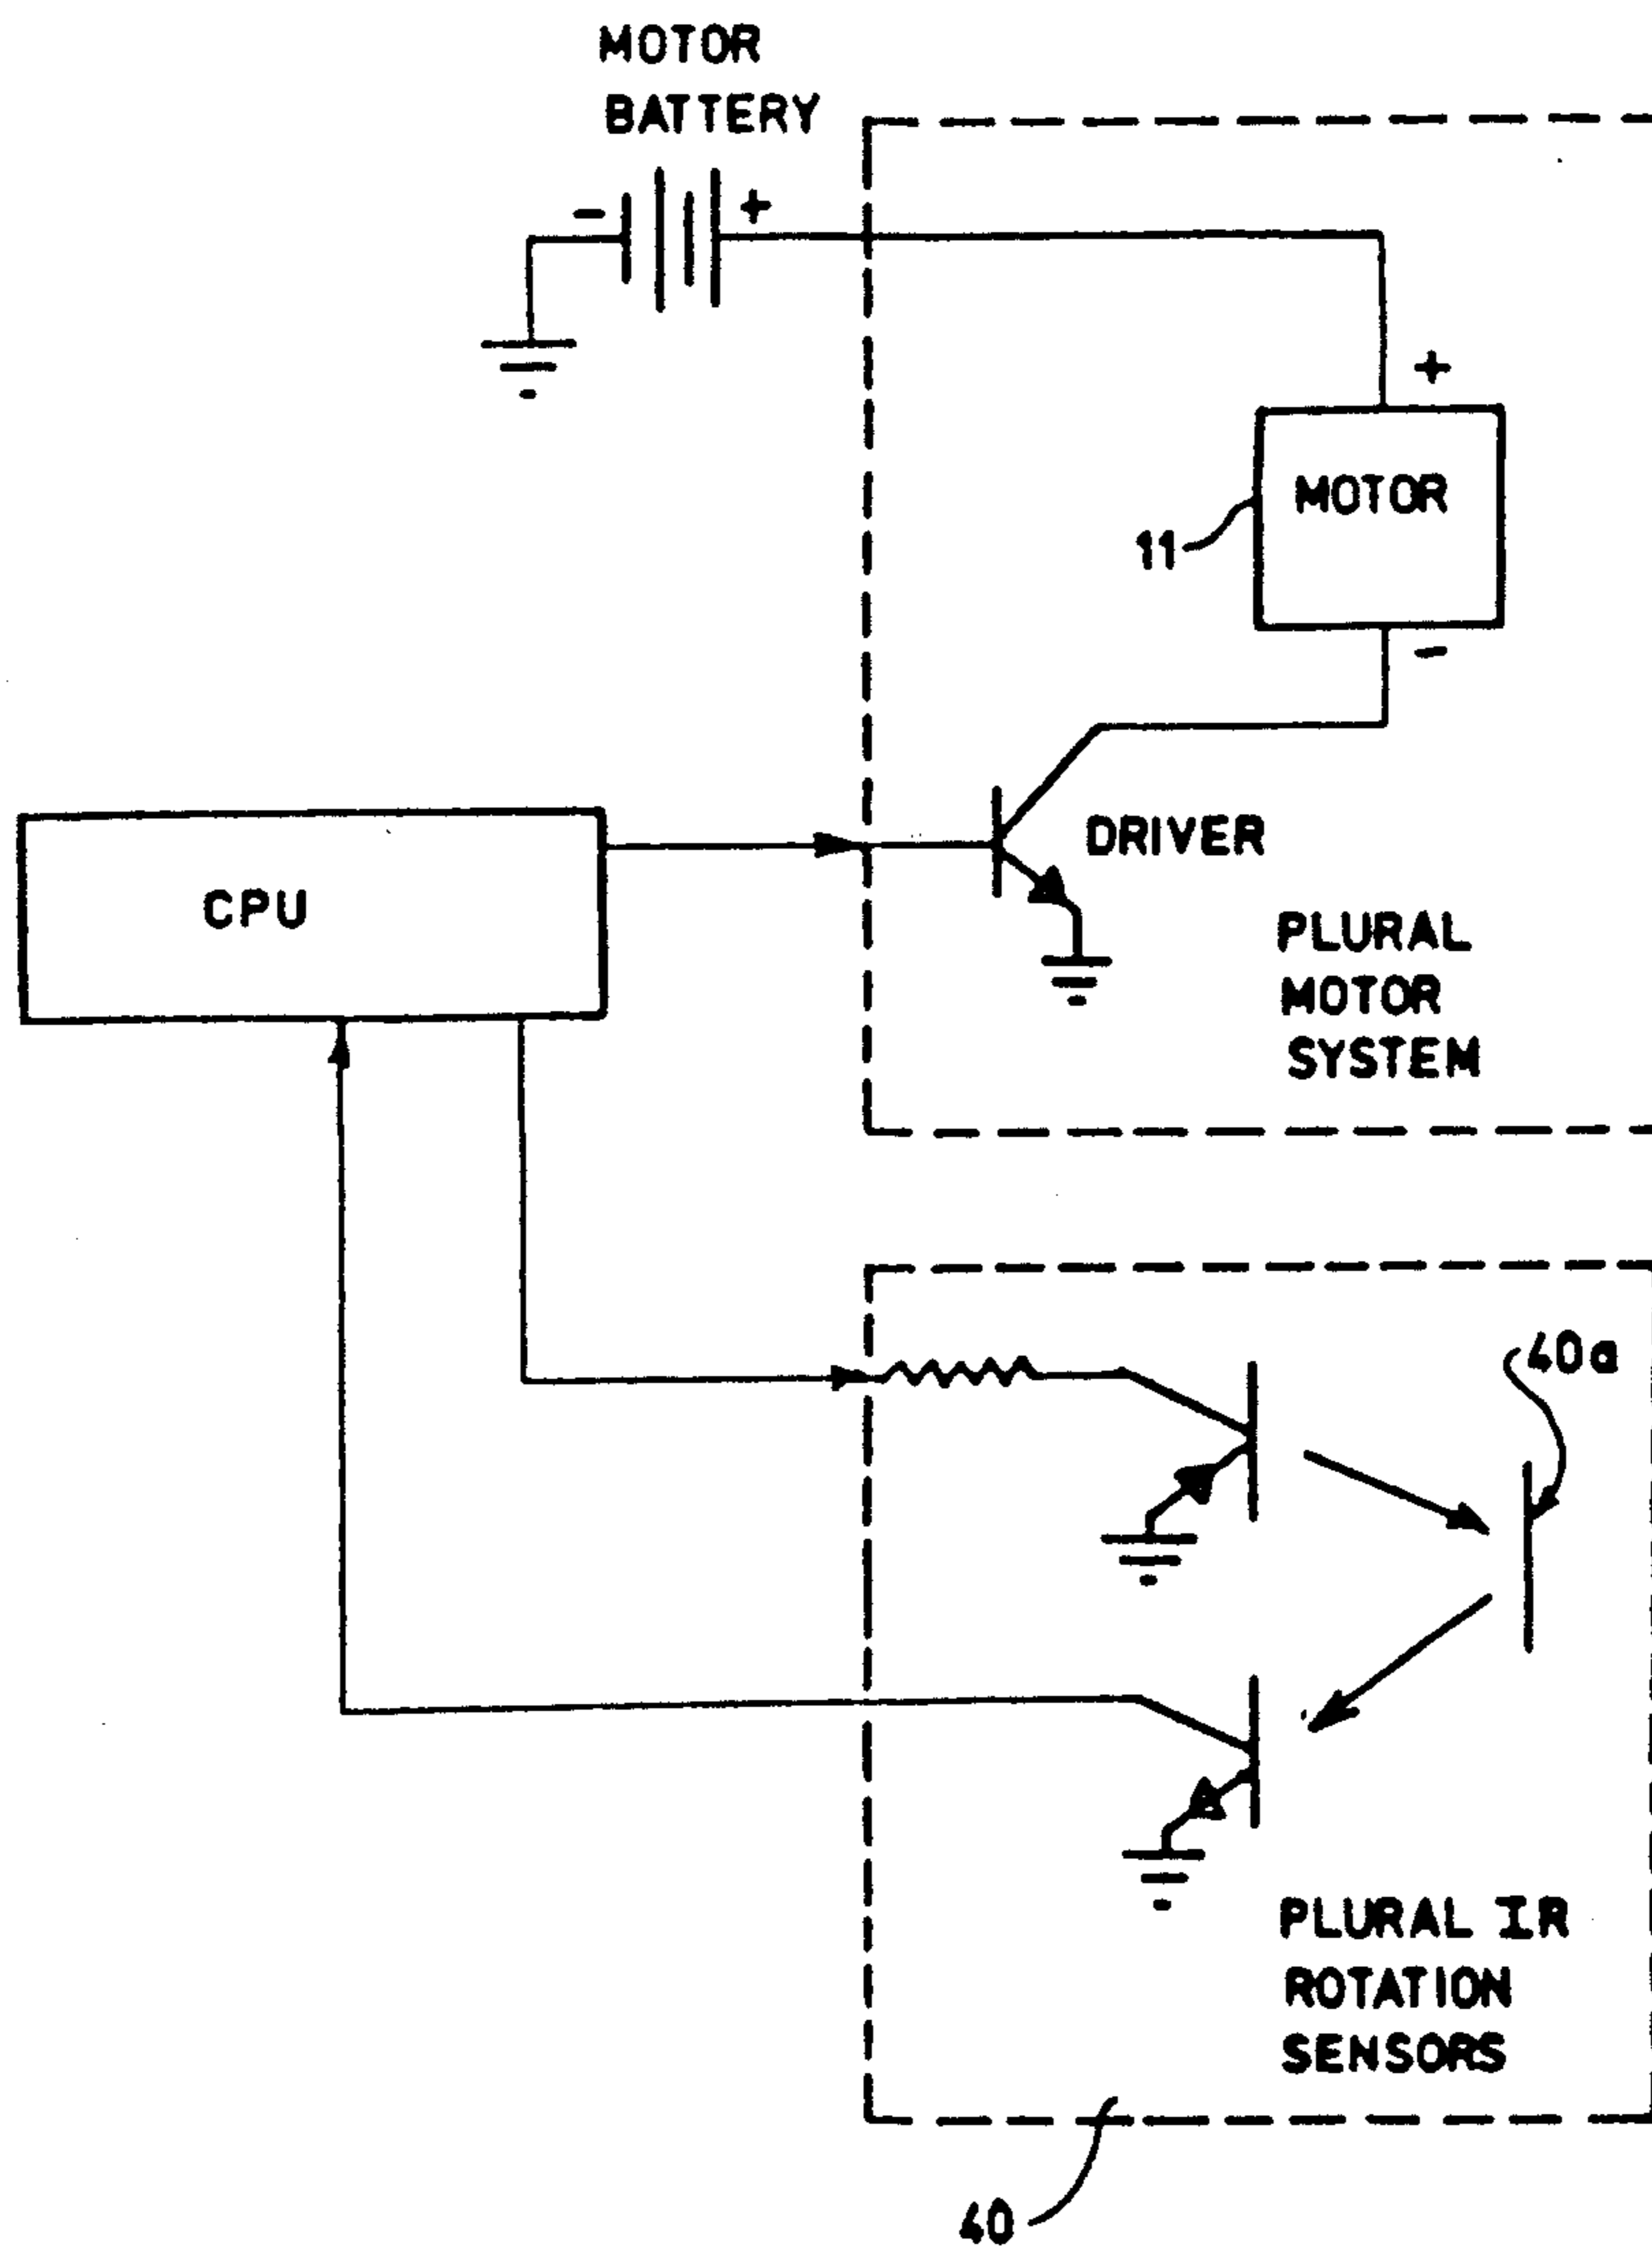 MOTOR
BATTERY
- +
+
MOTOR
11
-
CPU
DRIVER
PLURAL
MOTOR
SYSTEM
40a
PLURAL IR
ROTATION
SENSORS
40